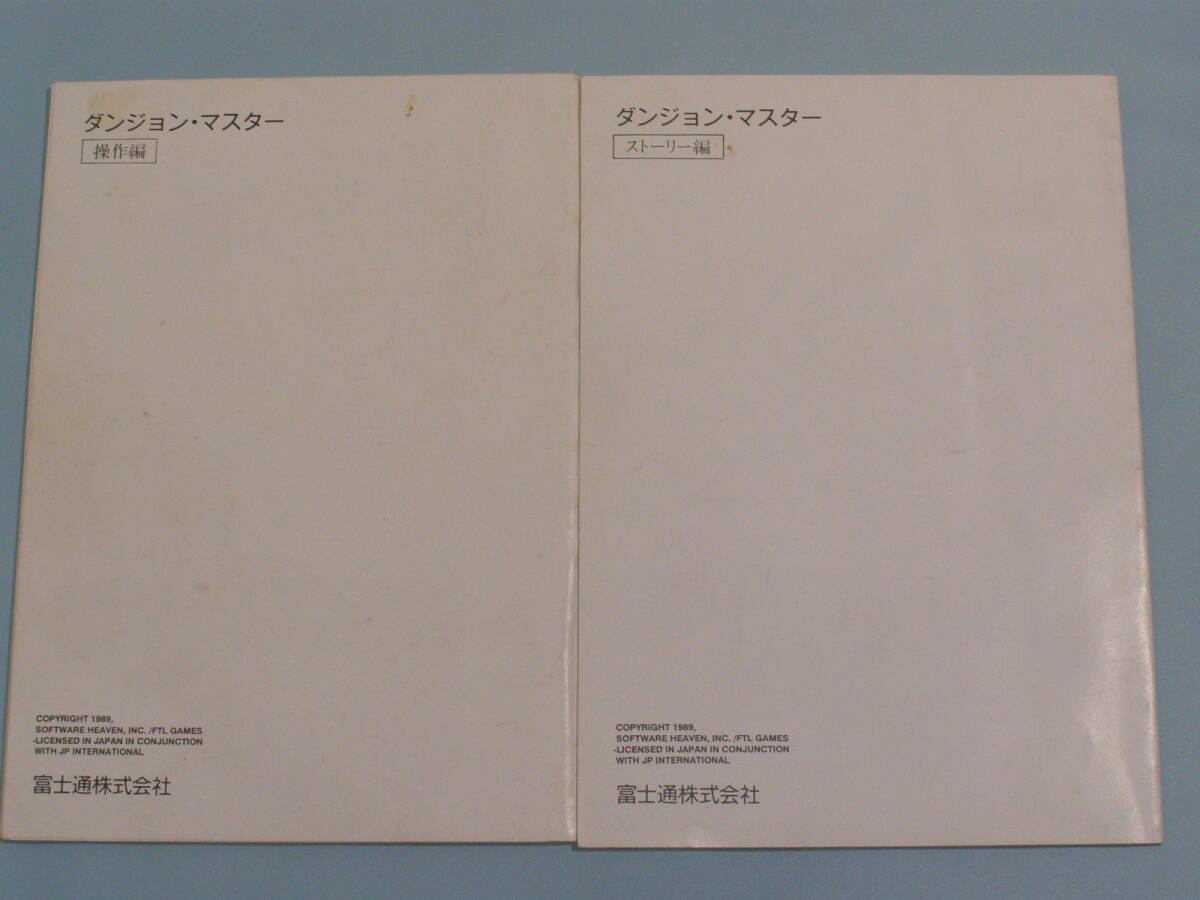 ダンジョン・マスター
操作編
COPYRIGHT 1989,
SOFTWARE HEAVEN, INC. /FTL GAMES
-LICENSED IN JAPAN IN CONJUNCTION
WITH JP INTERNATIONAL
富士通株式会社
ダンジョン・マスター
ストーリー編
COPYRIGHT 1989,
SOFTWARE HEAVEN, INC. /FTL GAMES
-LICENSED IN JAPAN IN CONJUNCTION
WITH JP INTERNATIONAL
富士通株式会社